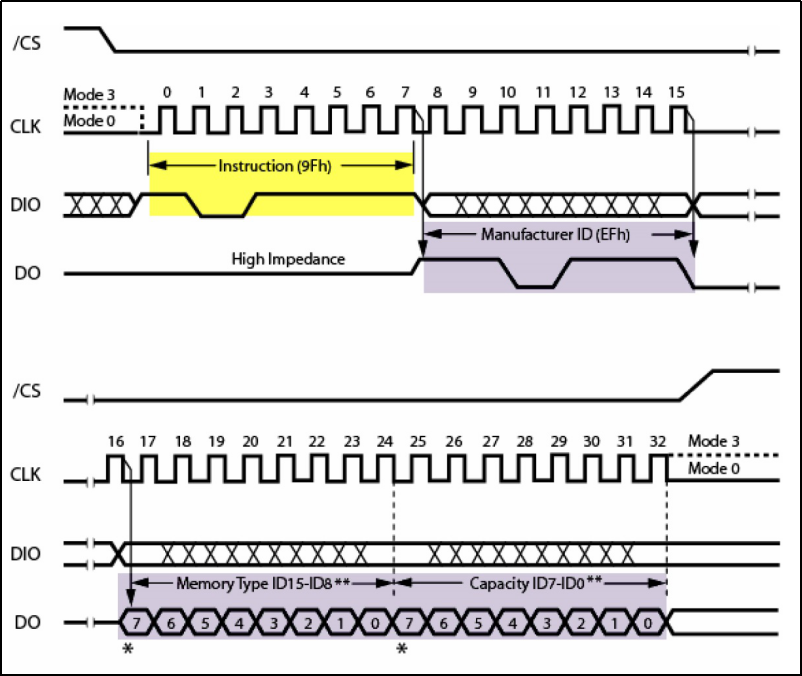 /CS
Mode 3
0 1 2 3 4 5 6 7 8 9 10 11 12 13 14 15
CLK
Mode 0
Instruction (9Fh)
DIO
Manufacturer ID (EFh)
High Impedance
DO
/CS
16 17 18 19 20 21 22 23 24 25 26 27 28 29 30 31 32
Mode 3
CLK
Mode 0
DIO
Memory Type ID15-ID8 ** Capacity ID7-ID0 **
DO
7 6 5 4 3 2 1 0 7 6 5 4 3 2 1 0
* *